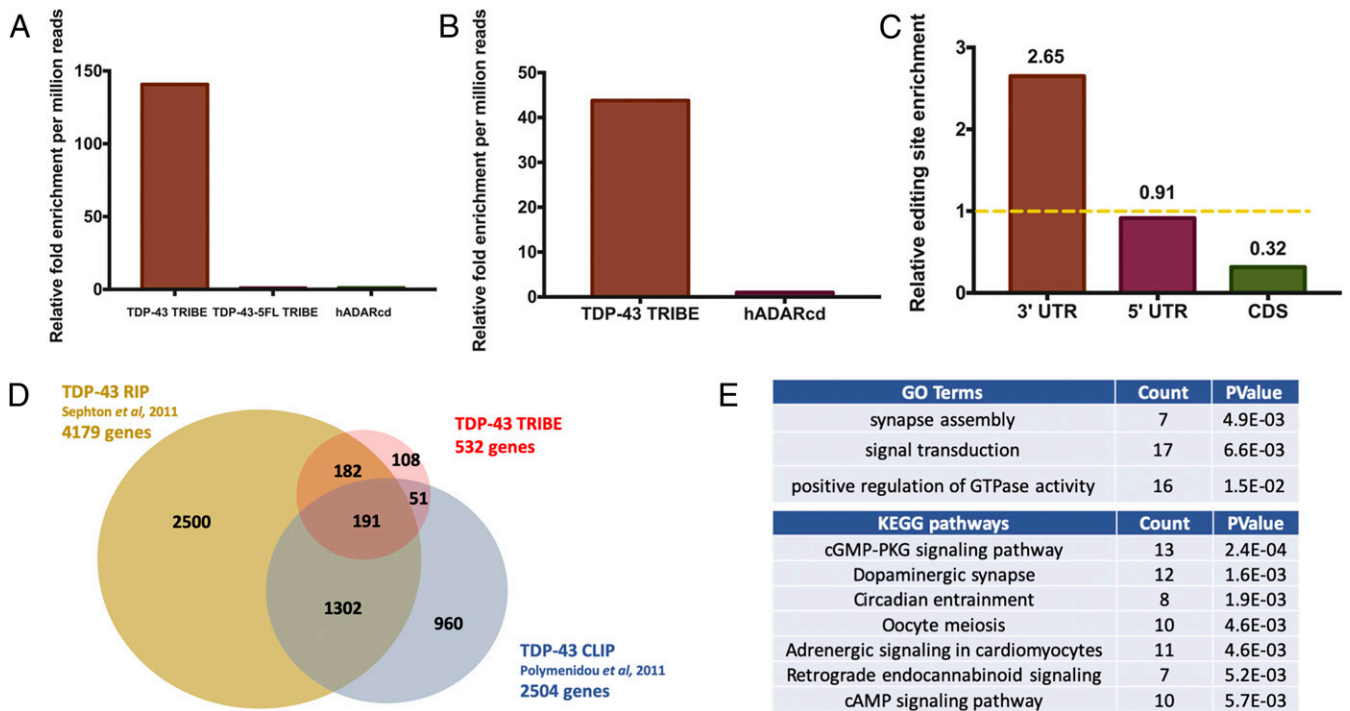 A
Relative fold enrichment per million reads
150
100
50
0
TDP-43 TRIBE TDP-43-5FL TRIBE hADARcd
B
Relative fold enrichment per million reads
50
40
30
20
10
0
TDP-43 TRIBE hADARcd
C
Relative editing site enrichment
3
2
1
0
2.65
0.91
0.32
3' UTR 5' UTR CDS
D
TDP-43 RIP
Sephton et al, 2011
4179 genes
TDP-43 TRIBE
532 genes
182
108
51
2500
191
1302
960
TDP-43 CLIP
Polymenidou et al, 2011
2504 genes
E
GO Terms Count PValue
synapse assembly 7 4.9E-03
signal transduction 17 6.6E-03
positive regulation of GTPase activity 16 1.5E-02
KEGG pathways Count PValue
cGMP-PKG signaling pathway 13 2.4E-04
Dopaminergic synapse 12 1.6E-03
Circadian entrainment 8 1.9E-03
Oocyte meiosis 10 4.6E-03
Adrenergic signaling in cardiomyocytes 11 4.6E-03
Retrograde endocannabinoid signaling 7 5.2E-03
cAMP signaling pathway 10 5.7E-03